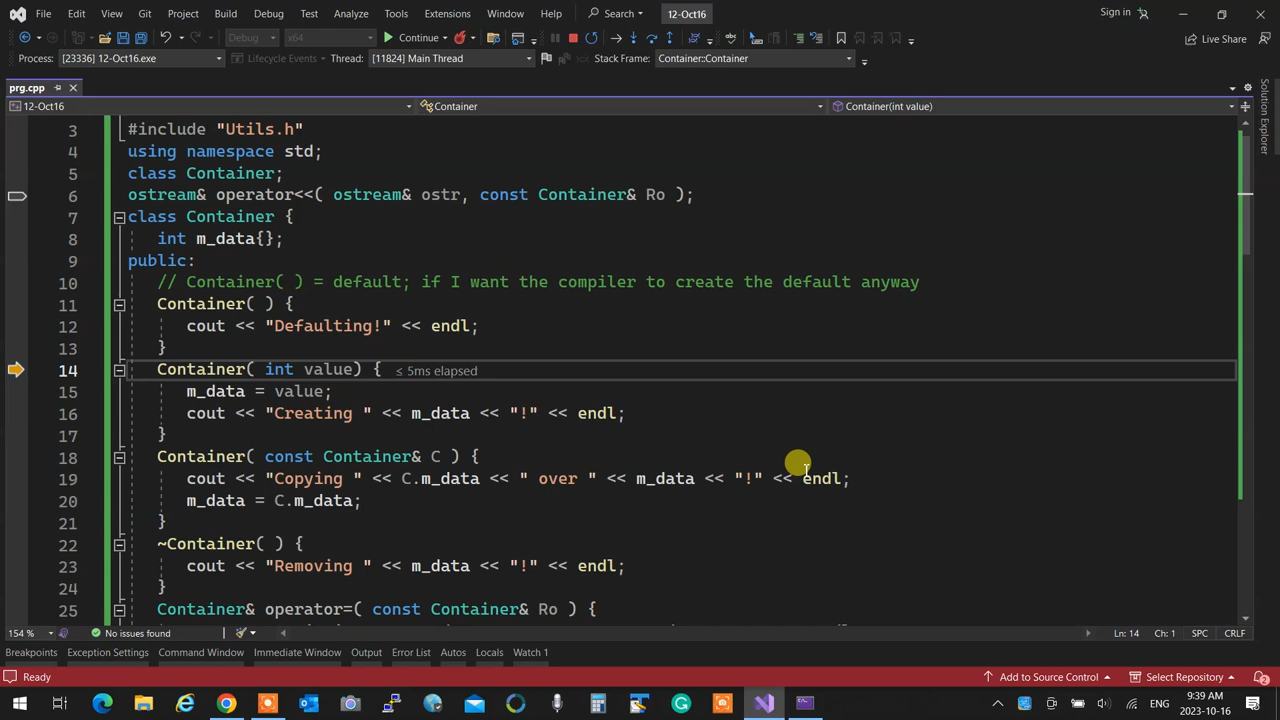 File Edit View Git Project Build Debug Test Analyze Tools Extensions Window Help Search 12-Oct16 Sign in
Debug x64 Continue Live Share
Process: [23336] 12-Oct16.exe Lifecycle Events Thread: [11824] Main Thread Stack Frame: Container::Container
prg.cpp
12-Oct16 Container Container(int value)
Solution Explorer
3 #include "Utils.h"
4 using namespace std;
5 class Container;
6 ostream& operator<<( ostream& ostr, const Container& Ro );
7 class Container {
8 int m_data{};
9 public:
10 // Container( ) = default; if I want the compiler to create the default anyway
11 Container( ) {
12 cout << "Defaulting!" << endl;
13 }
14 Container( int value) { ≤ 5ms elapsed
15 m_data = value;
16 cout << "Creating " << m_data << "!" << endl;
17 }
18 Container( const Container& C ) {
19 cout << "Copying " << C.m_data << " over " << m_data << "!" << endl;
20 m_data = C.m_data;
21 }
22 ~Container( ) {
23 cout << "Removing " << m_data << "!" << endl;
24 }
25 Container& operator=( const Container& Ro ) {
154 % No issues found Ln: 14 Ch: 1 SPC CRLF
Breakpoints Exception Settings Command Window Immediate Window Output Error List Autos Locals Watch 1
Ready Add to Source Control Select Repository 2
ENG 9:39 AM
2023-10-16